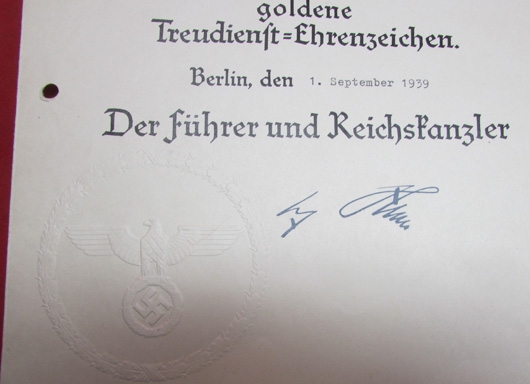 goldene
Treudienst=Ehrenzeichen.
Berlin, den 1. September 1939
Der Führer und Reichskanzler